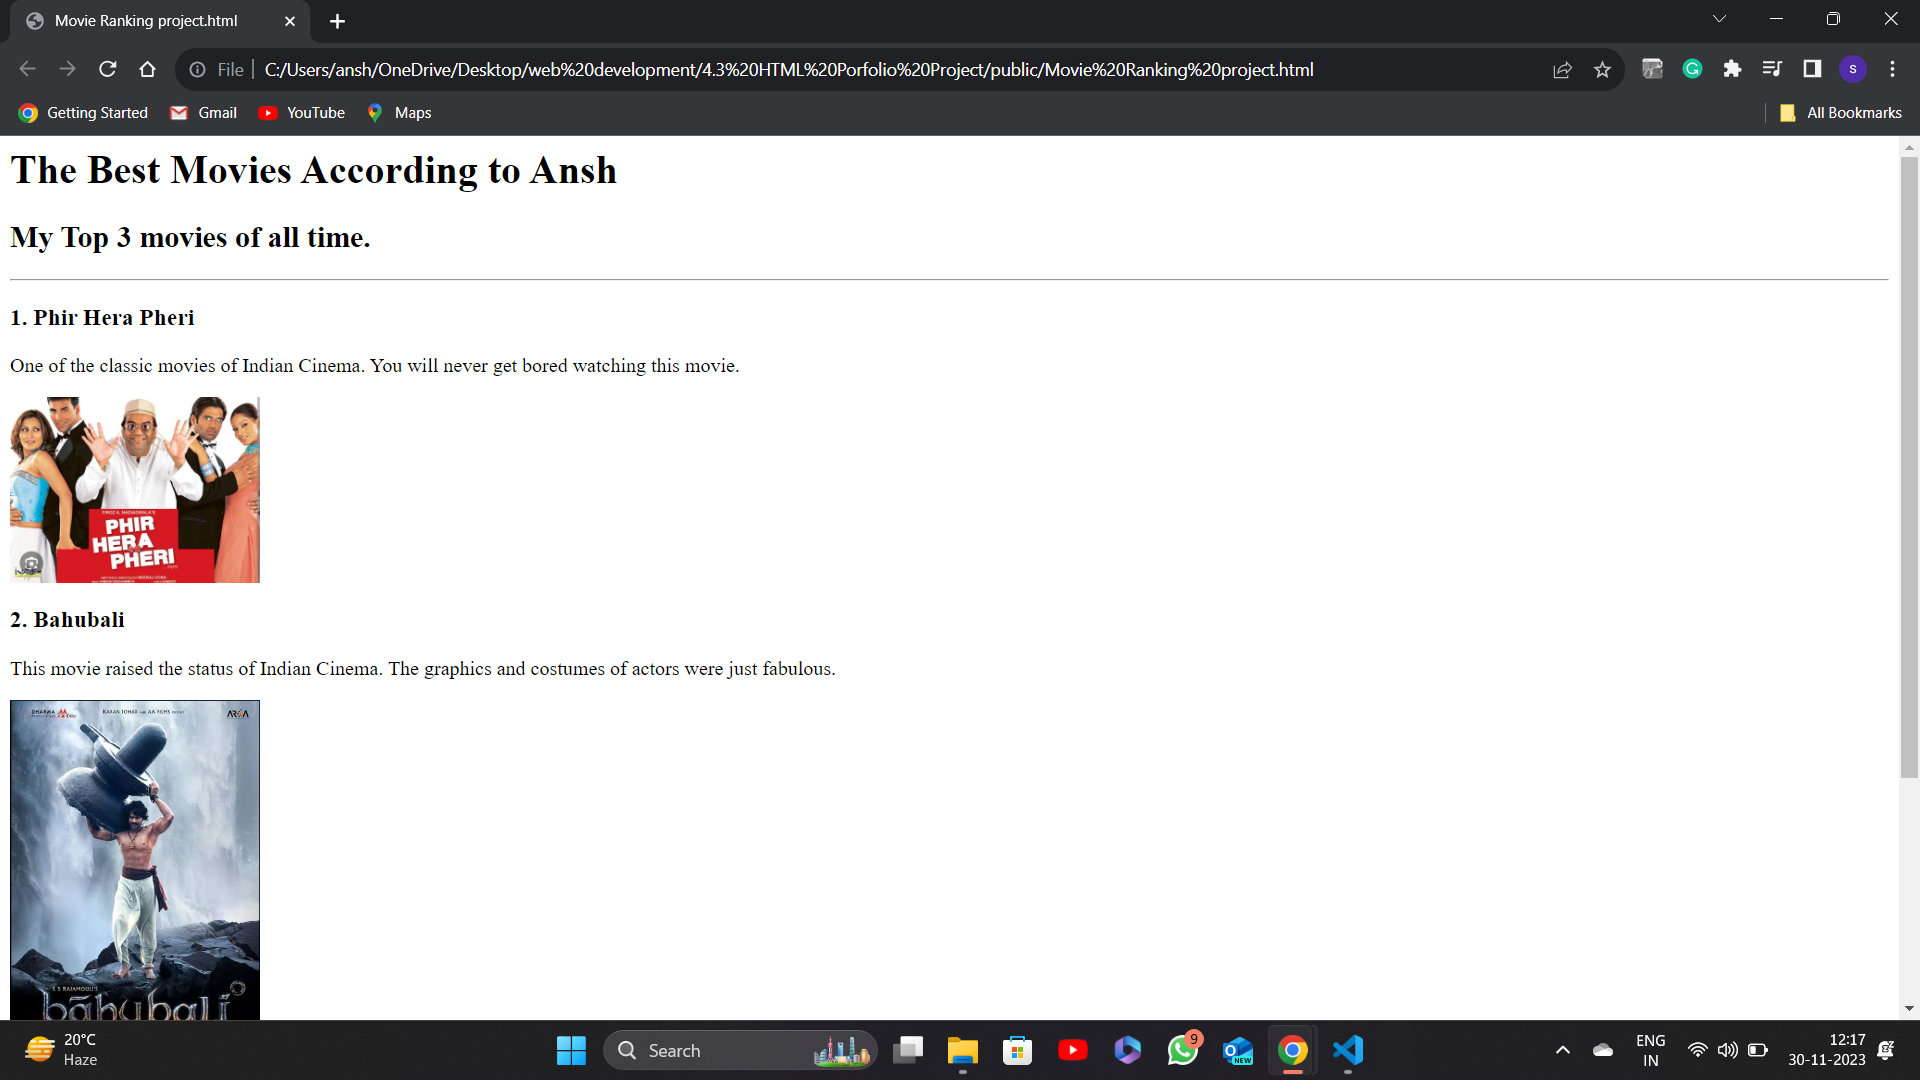 Movie Ranking project.html
File
C:/Users/ansh/OneDrive/Desktop/web%20development/4.3%20HTML%20Porfolio%20Project/public/Movie%20Ranking%20project.html
S
Getting Started
Gmail
YouTube
Maps
All Bookmarks
The Best Movies According to Ansh
My Top 3 movies of all time.
1. Phir Hera Pheri
One of the classic movies of Indian Cinema. You will never get bored watching this movie.
PHIR
HERA
PHERI
2. Bahubali
This movie raised the status of Indian Cinema. The graphics and costumes of actors were just fabulous.
DHARMA
KARAN JOHAR AND AA FILMS PRESENT
ARKA
S S RAJAMOULI'S
bāhubali
20°C
Haze
Search
9
NEW
ENG
IN
12:17
30-11-2023